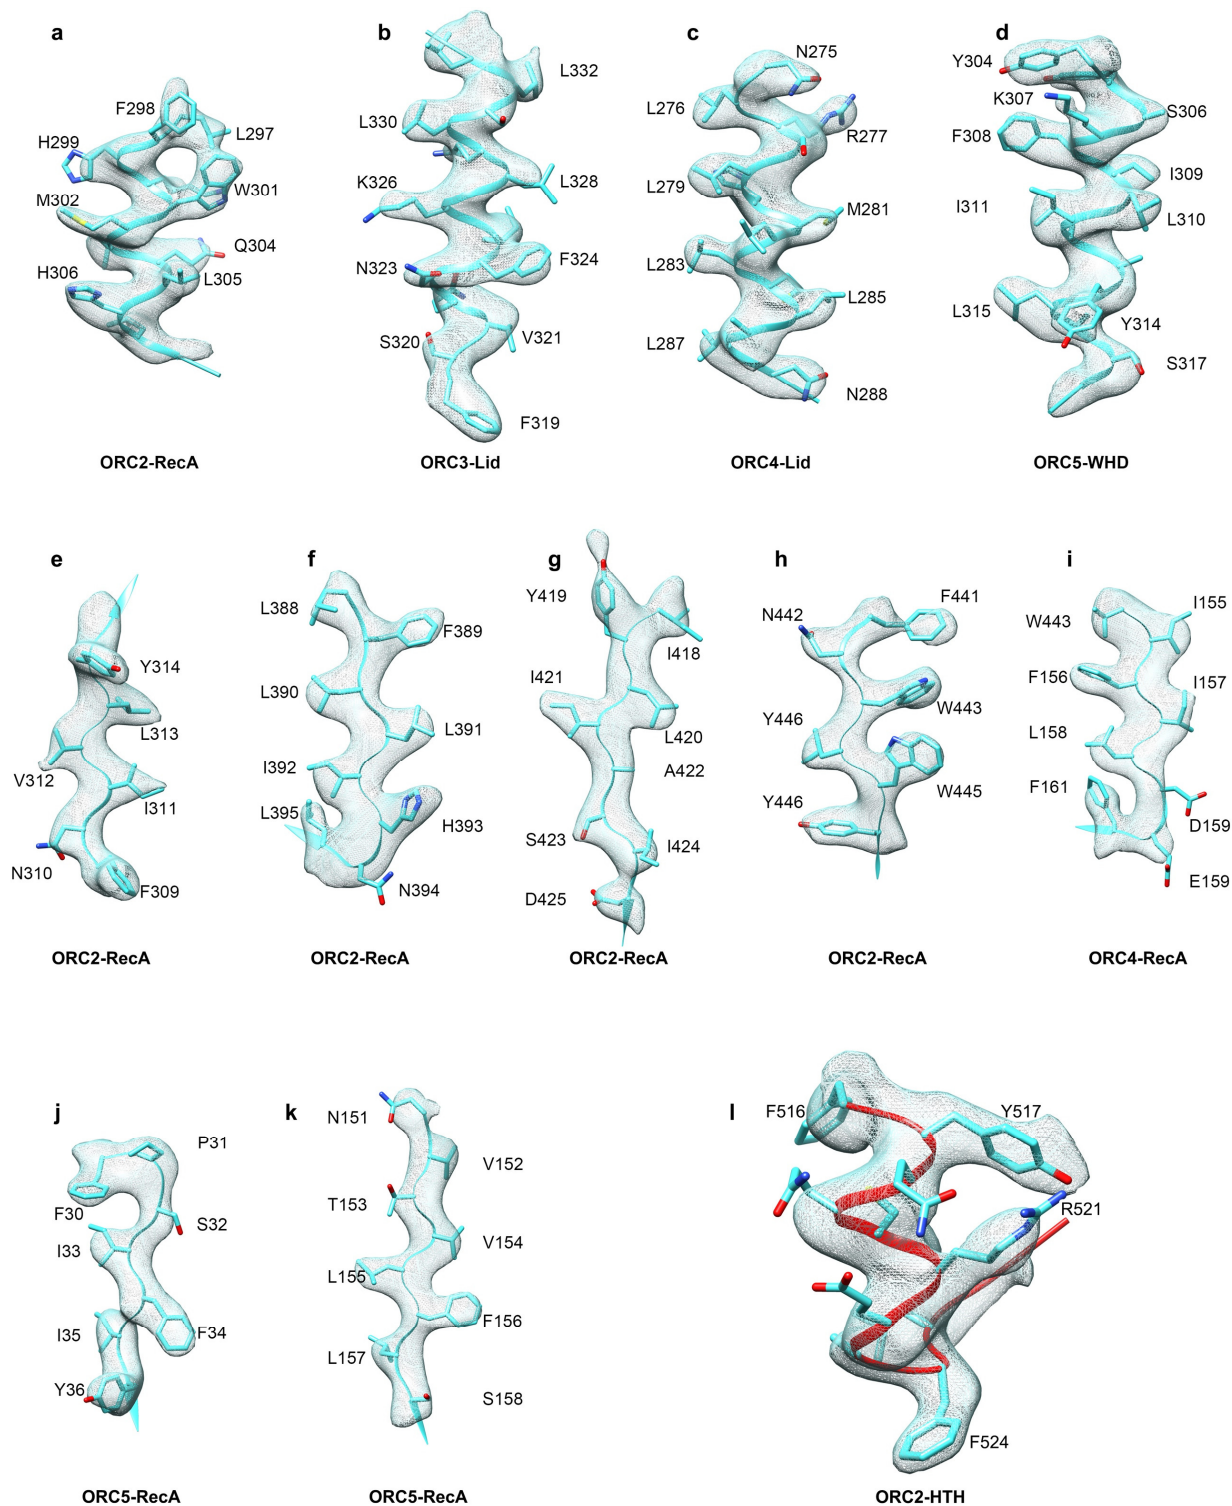 a
F298
L297
H299
W301
M302
Q304
H306
L305
ORC2-RecA
b
L332
L330
K326
L328
F324
N323
S320
V321
F319
ORC3-Lid
c
N275
L276
R277
L279
M281
L283
L285
L287
N288
ORC4-Lid
d
Y304
K307
S306
F308
I309
I311
L310
L315
Y314
S317
ORC5-WHD
e
Y314
L313
V312
I311
N310
F309
ORC2-RecA
f
L388
F389
L390
L391
I392
L395
H393
N394
ORC2-RecA
g
Y419
I418
I421
L420
A422
S423
I424
D425
ORC2-RecA
h
F441
N442
W443
Y446
W445
Y446
ORC2-RecA
i
I155
W443
F156
I157
L158
F161
D159
E159
ORC4-RecA
j
P31
F30
S32
I33
F34
I35
Y36
ORC5-RecA
k
N151
V152
T153
V154
L155
F156
L157
S158
ORC5-RecA
l
F516
Y517
R521
F524
ORC2-HTH